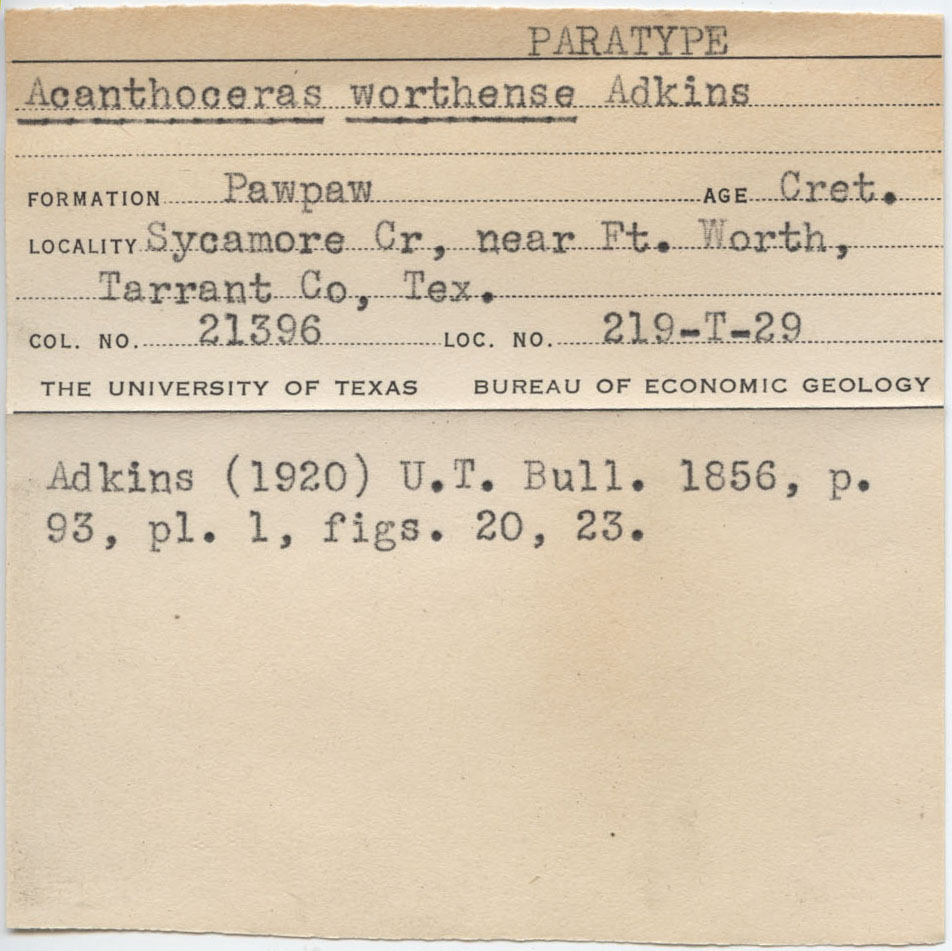 PARATYPE
Acanthoceras worthense Adkins
FORMATION Pawpaw AGE Cret.
LOCALITY Sycamore Cr, near Ft. Worth,
Tarrant Co, Tex.
COL. NO. 21396 LOC. NO. 219-T-29
THE UNIVERSITY OF TEXAS BUREAU OF ECONOMIC GEOLOGY
Adkins (1920) U.T. Bull. 1856, p.
93, pl. 1, figs. 20, 23.